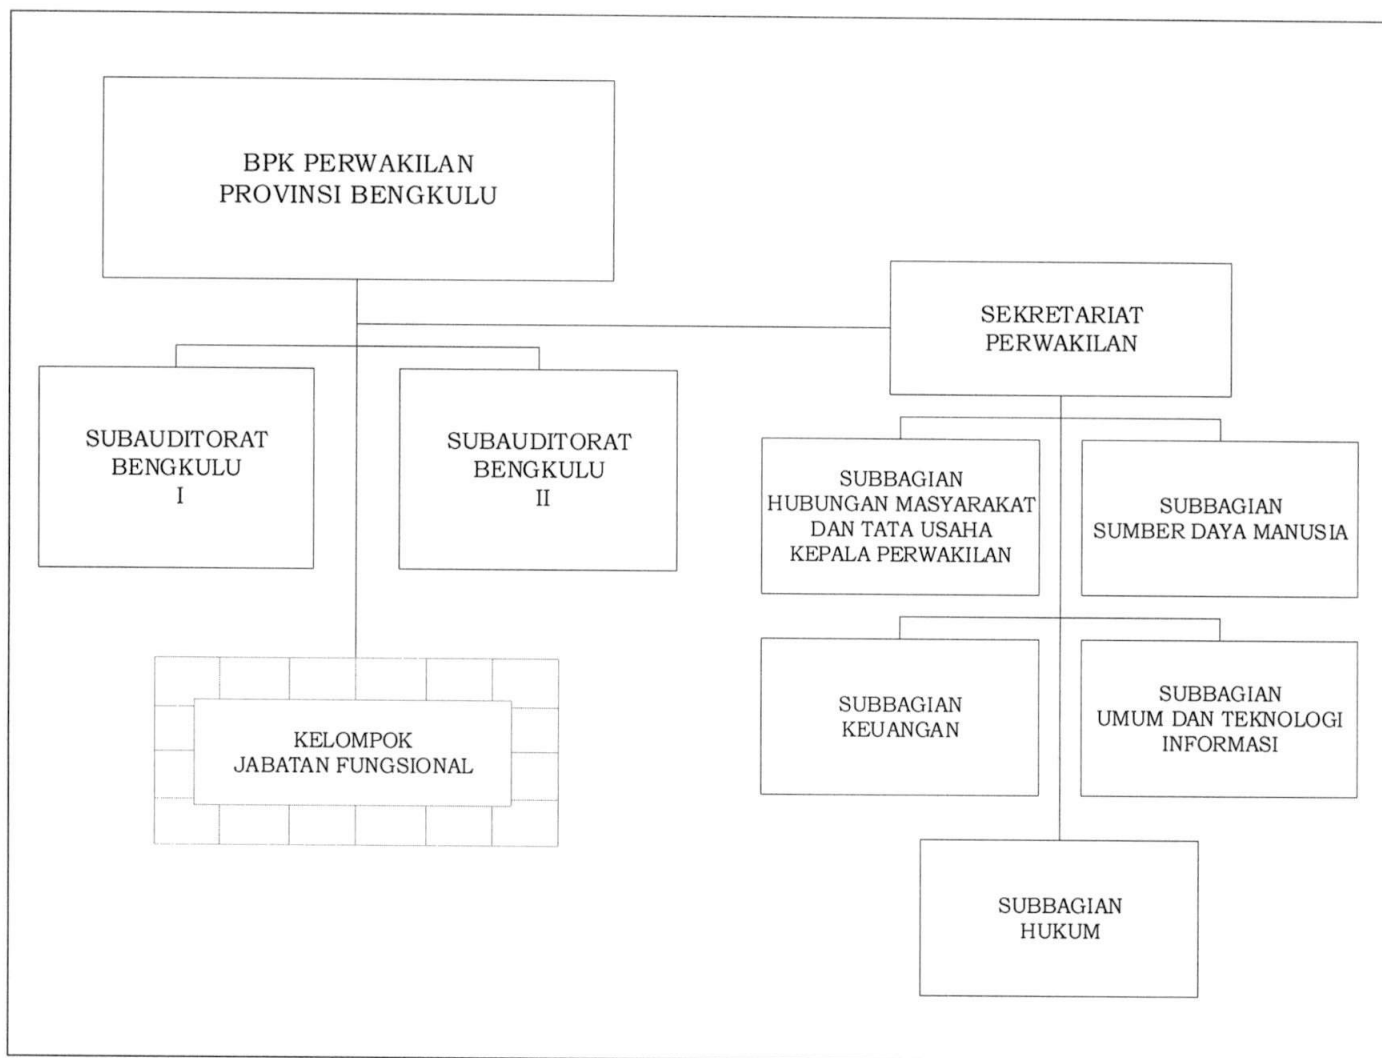 BPK PERWAKILAN
PROVINSI BENGKULU
SEKRETARIAT
PERWAKILAN
SUBAUDITORAT
BENGKULU
I
SUBAUDITORAT
BENGKULU
II
SUBBAGIAN
HUBUNGAN MASYARAKAT
DAN TATA USAHA
KEPALA PERWAKILAN
SUBBAGIAN
SUMBER DAYA MANUSIA
KELOMPOK
JABATAN FUNGSIONAL
SUBBAGIAN
KEUANGAN
SUBBAGIAN
UMUM DAN TEKNOLOGI
INFORMASI
SUBBAGIAN
HUKUM